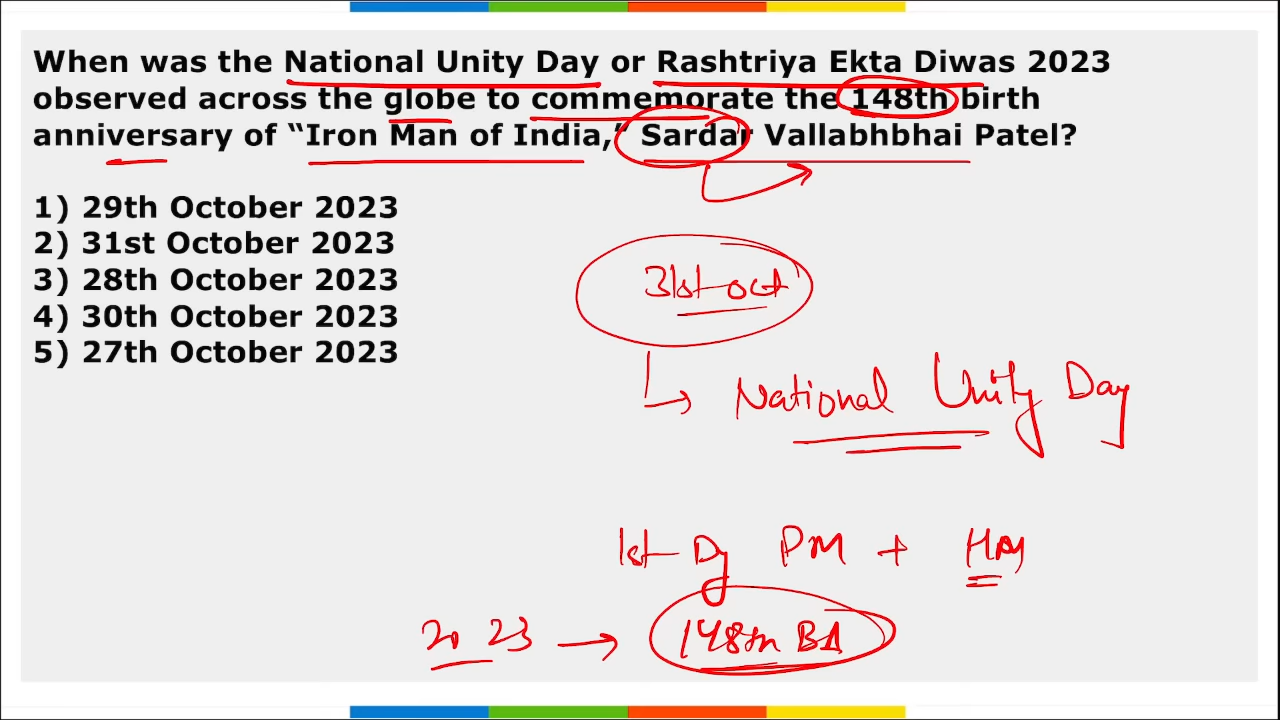 When was the National Unity Day or Rashtriya Ekta Diwas 2023
observed across the globe to commemorate the 148th birth
anniversary of “Iron Man of India,” Sardar Vallabhbhai Patel?
1) 29th October 2023
2) 31st October 2023
3) 28th October 2023
4) 30th October 2023
5) 27th October 2023
31st oct
National Unity Day
1st Dy PM + HM
2023 → 148th BA